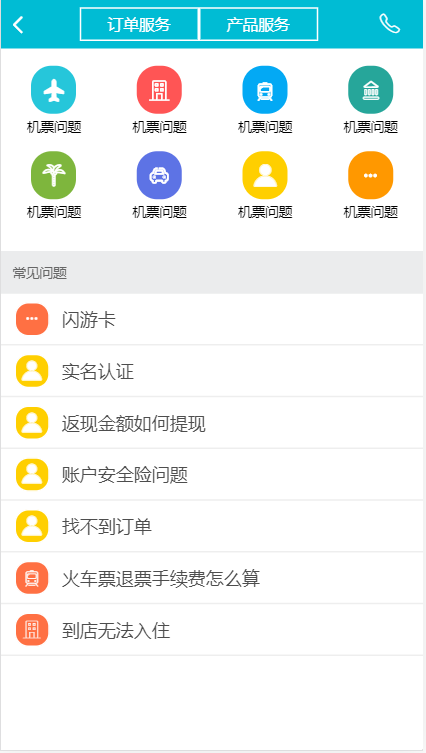 订单服务 产品服务
机票问题 机票问题 机票问题 机票问题
机票问题 机票问题 机票问题 机票问题
常见问题
闪游卡
实名认证
返现金额如何提现
账户安全险问题
找不到订单
火车票退票手续费怎么算
到店无法入住